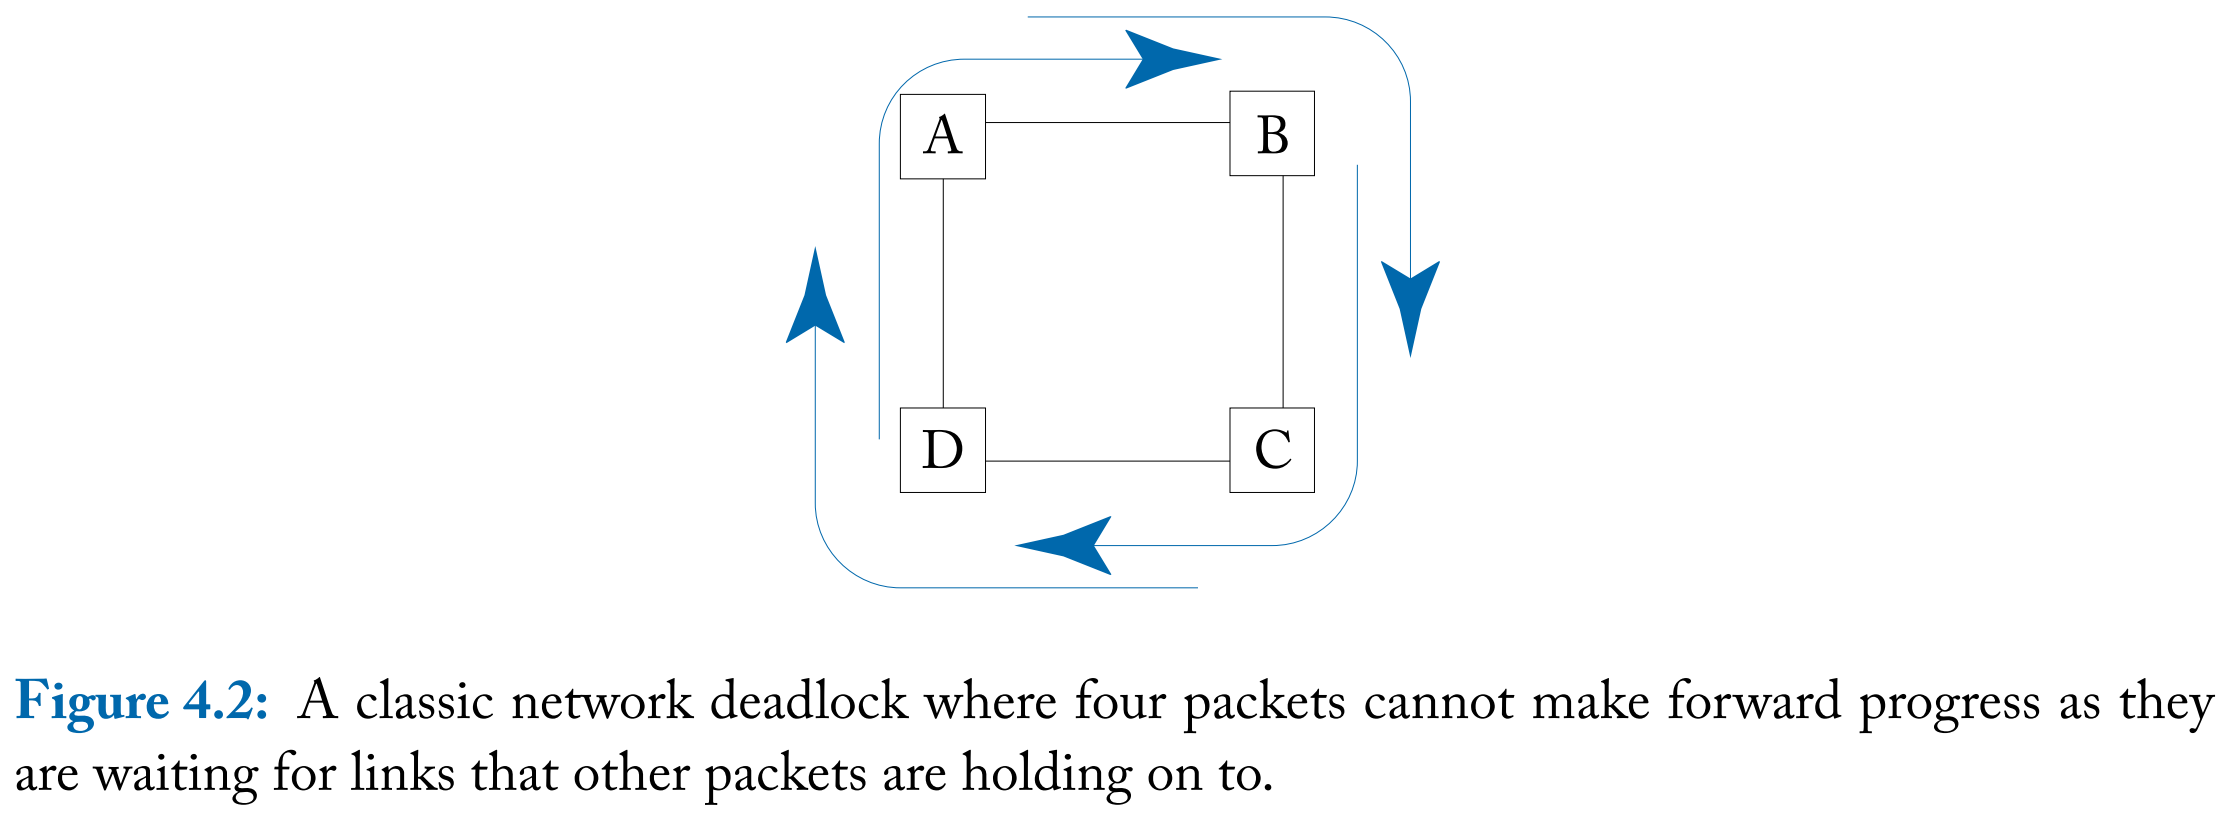 A
B
D
C
Figure 4.2: A classic network deadlock where four packets cannot make forward progress as they
are waiting for links that other packets are holding on to.